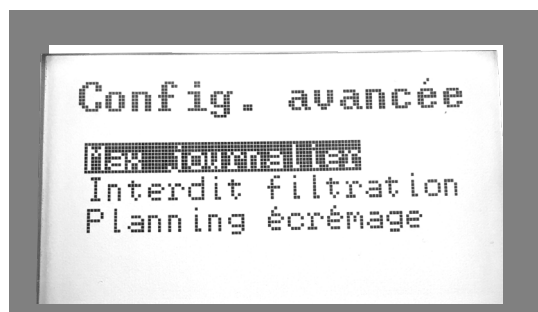 Config. avancée
Max journalier
Interdit filtration
Planning écrémage